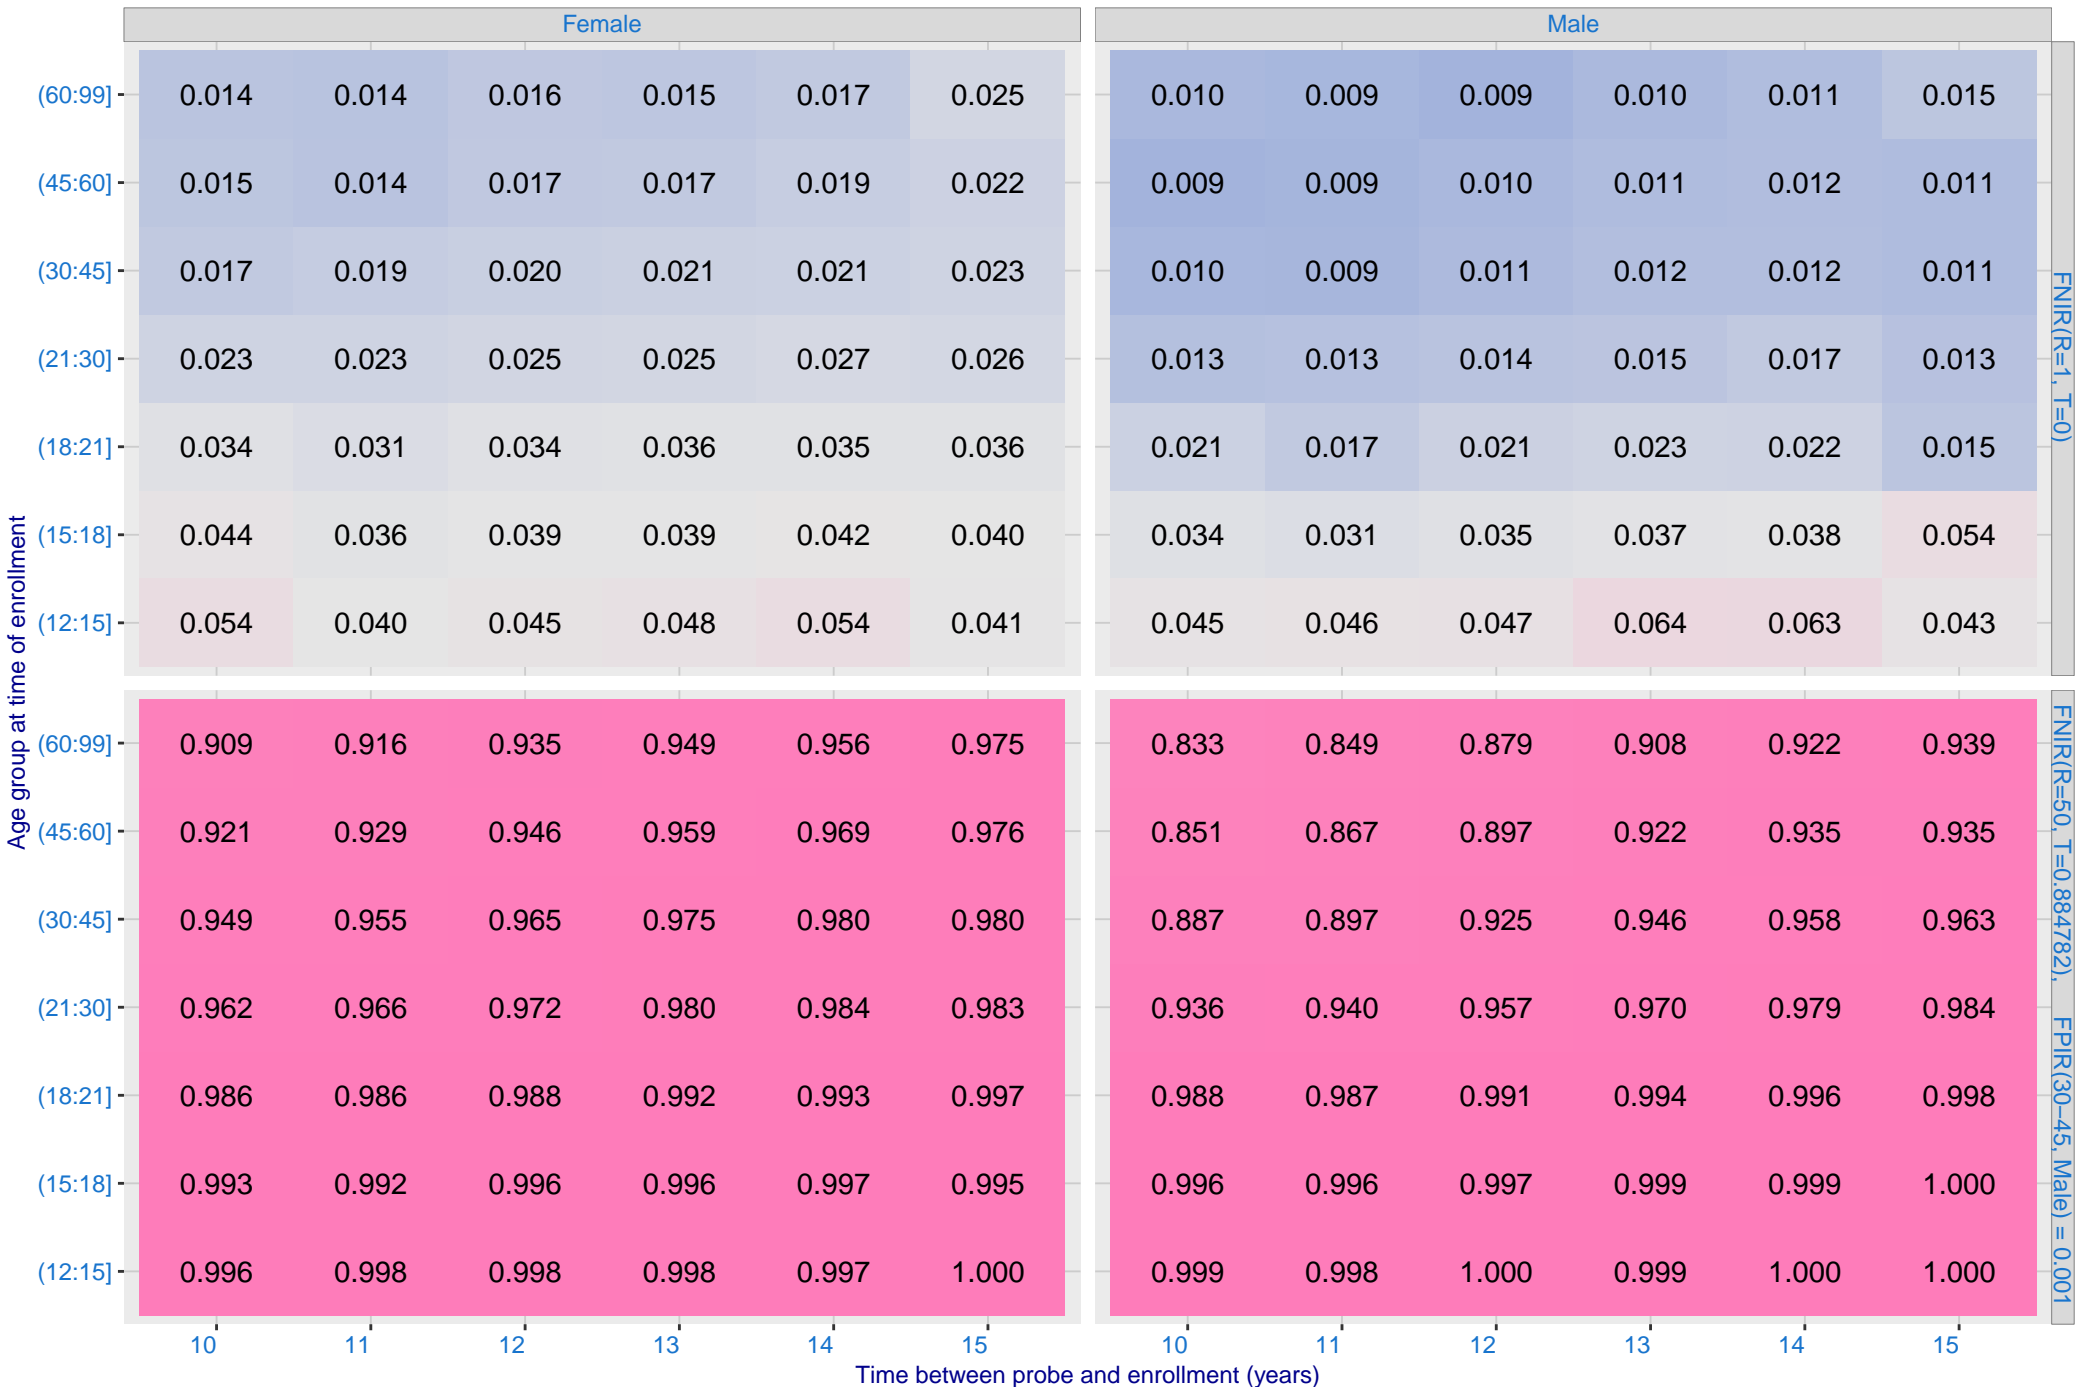 Female Male
(60:99] 0.014 0.014 0.016 0.015 0.017 0.025 0.010 0.009 0.009 0.010 0.011 0.015
(45:60] 0.015 0.014 0.017 0.017 0.019 0.022 0.009 0.009 0.010 0.011 0.012 0.011
(30:45] 0.017 0.019 0.020 0.021 0.021 0.023 0.010 0.009 0.011 0.012 0.012 0.011
(21:30] 0.023 0.023 0.025 0.025 0.027 0.026 0.013 0.013 0.014 0.015 0.017 0.013
(18:21] 0.034 0.031 0.034 0.036 0.035 0.036 0.021 0.017 0.021 0.023 0.022 0.015
(15:18] 0.044 0.036 0.039 0.039 0.042 0.040 0.034 0.031 0.035 0.037 0.038 0.054
(12:15] 0.054 0.040 0.045 0.048 0.054 0.041 0.045 0.046 0.047 0.064 0.063 0.043
FNIR(R=1, T=0)
Age group at time of enrollment
(60:99] 0.909 0.916 0.935 0.949 0.956 0.975 0.833 0.849 0.879 0.908 0.922 0.939
(45:60] 0.921 0.929 0.946 0.959 0.969 0.976 0.851 0.867 0.897 0.922 0.935 0.935
(30:45] 0.949 0.955 0.965 0.975 0.980 0.980 0.887 0.897 0.925 0.946 0.958 0.963
(21:30] 0.962 0.966 0.972 0.980 0.984 0.983 0.936 0.940 0.957 0.970 0.979 0.984
(18:21] 0.986 0.986 0.988 0.992 0.993 0.997 0.988 0.987 0.991 0.994 0.996 0.998
(15:18] 0.993 0.992 0.996 0.996 0.997 0.995 0.996 0.996 0.997 0.999 0.999 1.000
(12:15] 0.996 0.998 0.998 0.998 0.997 1.000 0.999 0.998 1.000 0.999 1.000 1.000
FNIR(R=50, T=0.884782), FPIR(30–45, Male) = 0.001
10 11 12 13 14 15 10 11 12 13 14 15
Time between probe and enrollment (years)